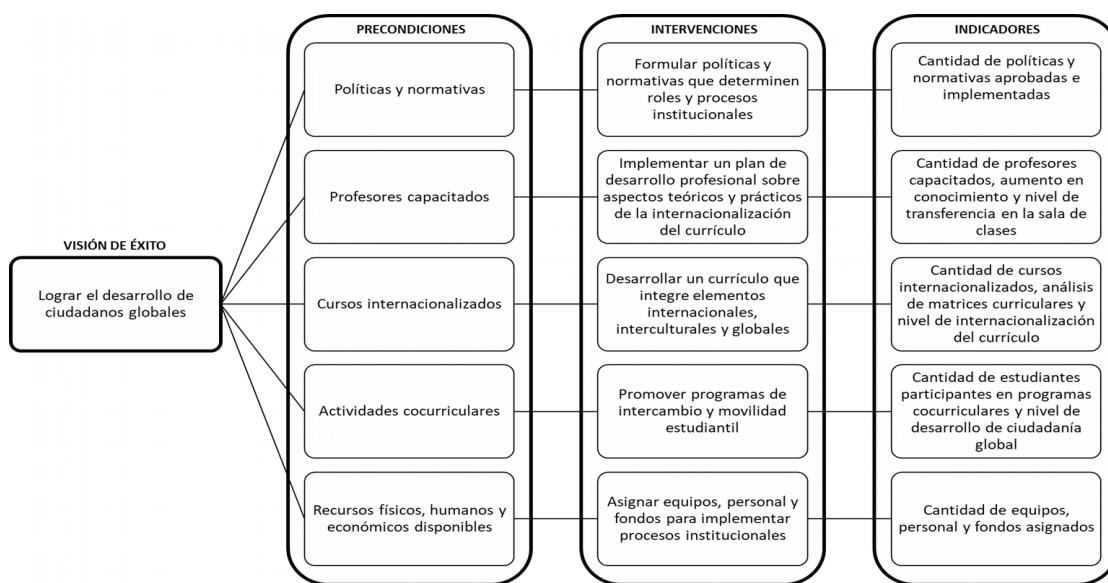 VISIÓN DE ÉXITO
Lograr el desarrollo de
ciudadanos globales
PRECONDICIONES
Políticas y normativas
Profesores capacitados
Cursos internacionalizados
Actividades cocurriculares
Recursos físicos, humanos y
económicos disponibles
INTERVENCIONES
Formular políticas y
normativas que determinen
roles y procesos
institucionales
Implementar un plan de
desarrollo profesional sobre
aspectos teóricos y prácticos
de la internacionalización
del currículo
Desarrollar un currículo que
integre elementos
internacionales,
interculturales y globales
Promover programas de
intercambio y movilidad
estudiantil
Asignar equipos, personal y
fondos para implementar
procesos institucionales
INDICADORES
Cantidad de políticas y
normativas aprobadas e
implementadas
Cantidad de profesores
capacitados, aumento en
conocimiento y nivel de
transferencia en la sala de
clases
Cantidad de cursos
internacionalizados, análisis
de matrices curriculares y
nivel de internacionalización
del currículo
Cantidad de estudiantes
participantes en programas
cocurriculares y nivel de
desarrollo de ciudadanía
global
Cantidad de equipos,
personal y fondos asignados